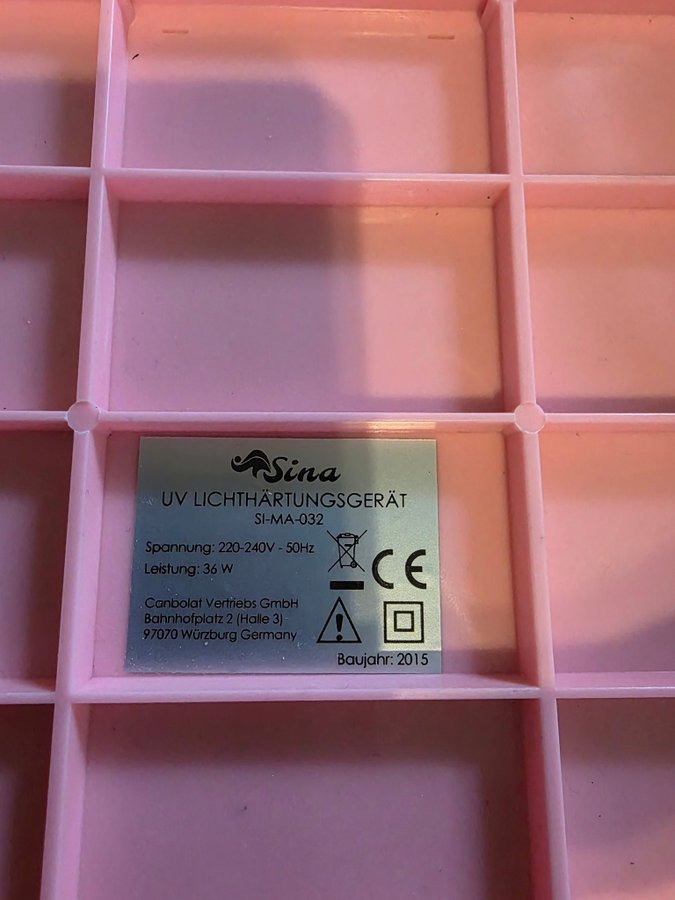 Sina
UV LICHTHÄRTUNGSGERÄT
SI-MA-032
Spannung: 220-240V - 50Hz
Leistung: 36 W
CE
Canbolat Vertriebs GmbH
Bahnhofplatz 2 (Halle 3)
97070 Würzburg Germany
Baujahr: 2015